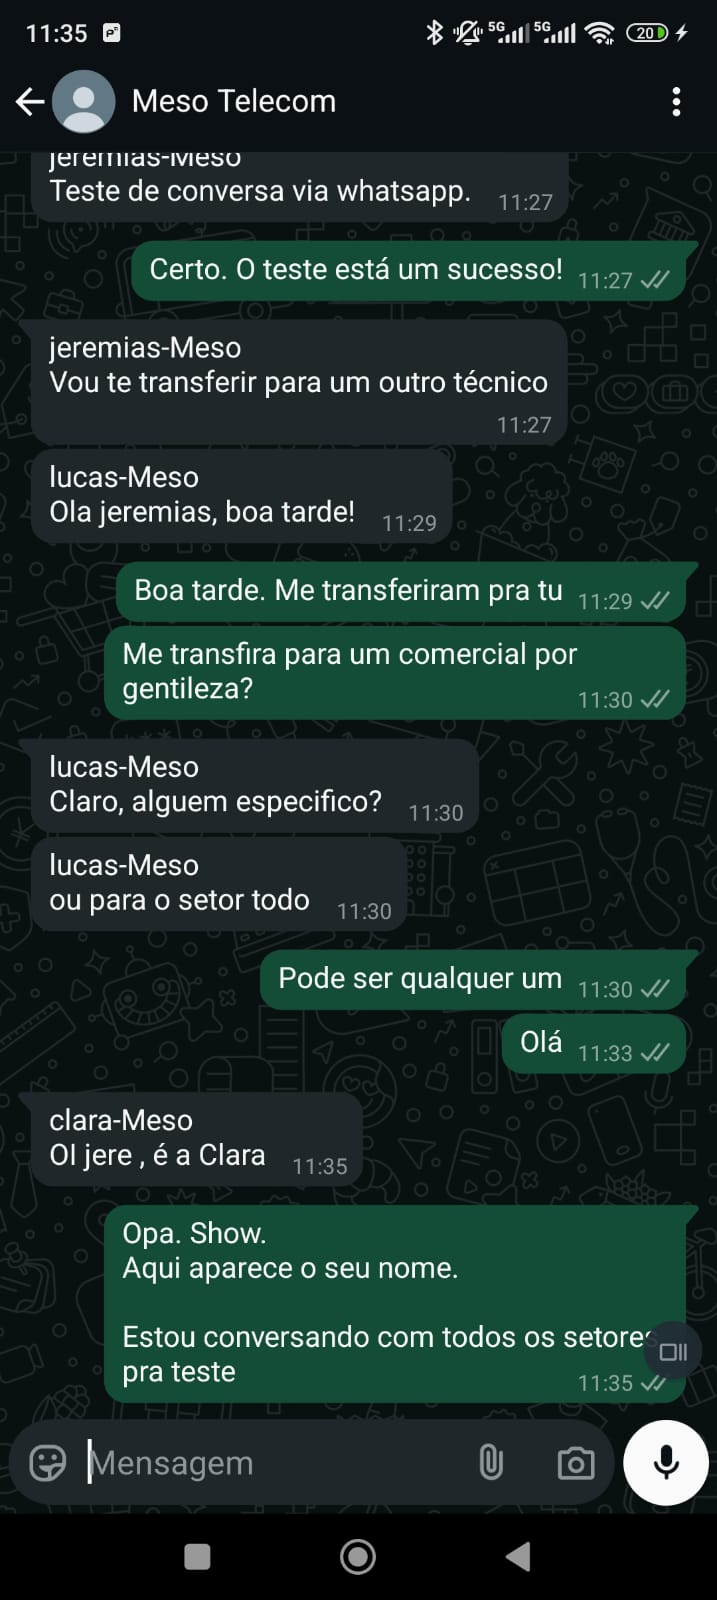 11:35
5G 5G 20
Meso Telecom
jeremias-Meso
Teste de conversa via whatsapp. 11:27
Certo. O teste está um sucesso! 11:27
jeremias-Meso
Vou te transferir para um outro técnico
11:27
lucas-Meso
Ola jeremias, boa tarde! 11:29
Boa tarde. Me transferiram pra tu 11:29
Me transfira para um comercial por
gentileza? 11:30
lucas-Meso
Claro, alguem especifico? 11:30
lucas-Meso
ou para o setor todo 11:30
Pode ser qualquer um 11:30
Olá 11:33
clara-Meso
OI jere , é a Clara 11:35
Opa. Show.
Aqui aparece o seu nome.
Estou conversando com todos os setores
pra teste 11:35
Mensagem